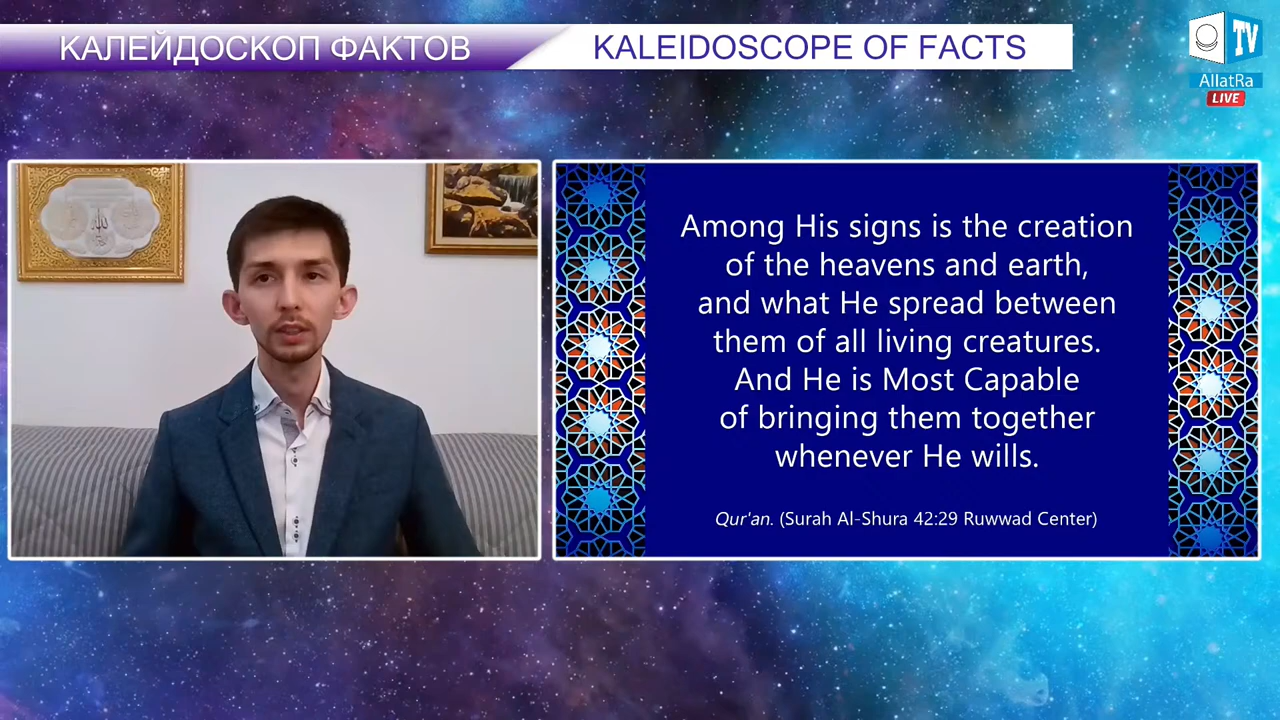 КАЛЕЙДОСКОП ФАКТОВ
KALEIDOSCOPE OF FACTS
TV
AllatRa
LIVE
Among His signs is the creation
of the heavens and earth,
and what He spread between
them of all living creatures.
And He is Most Capable
of bringing them together
whenever He wills.
Qur'an. (Surah Al-Shura 42:29 Ruwwad Center)